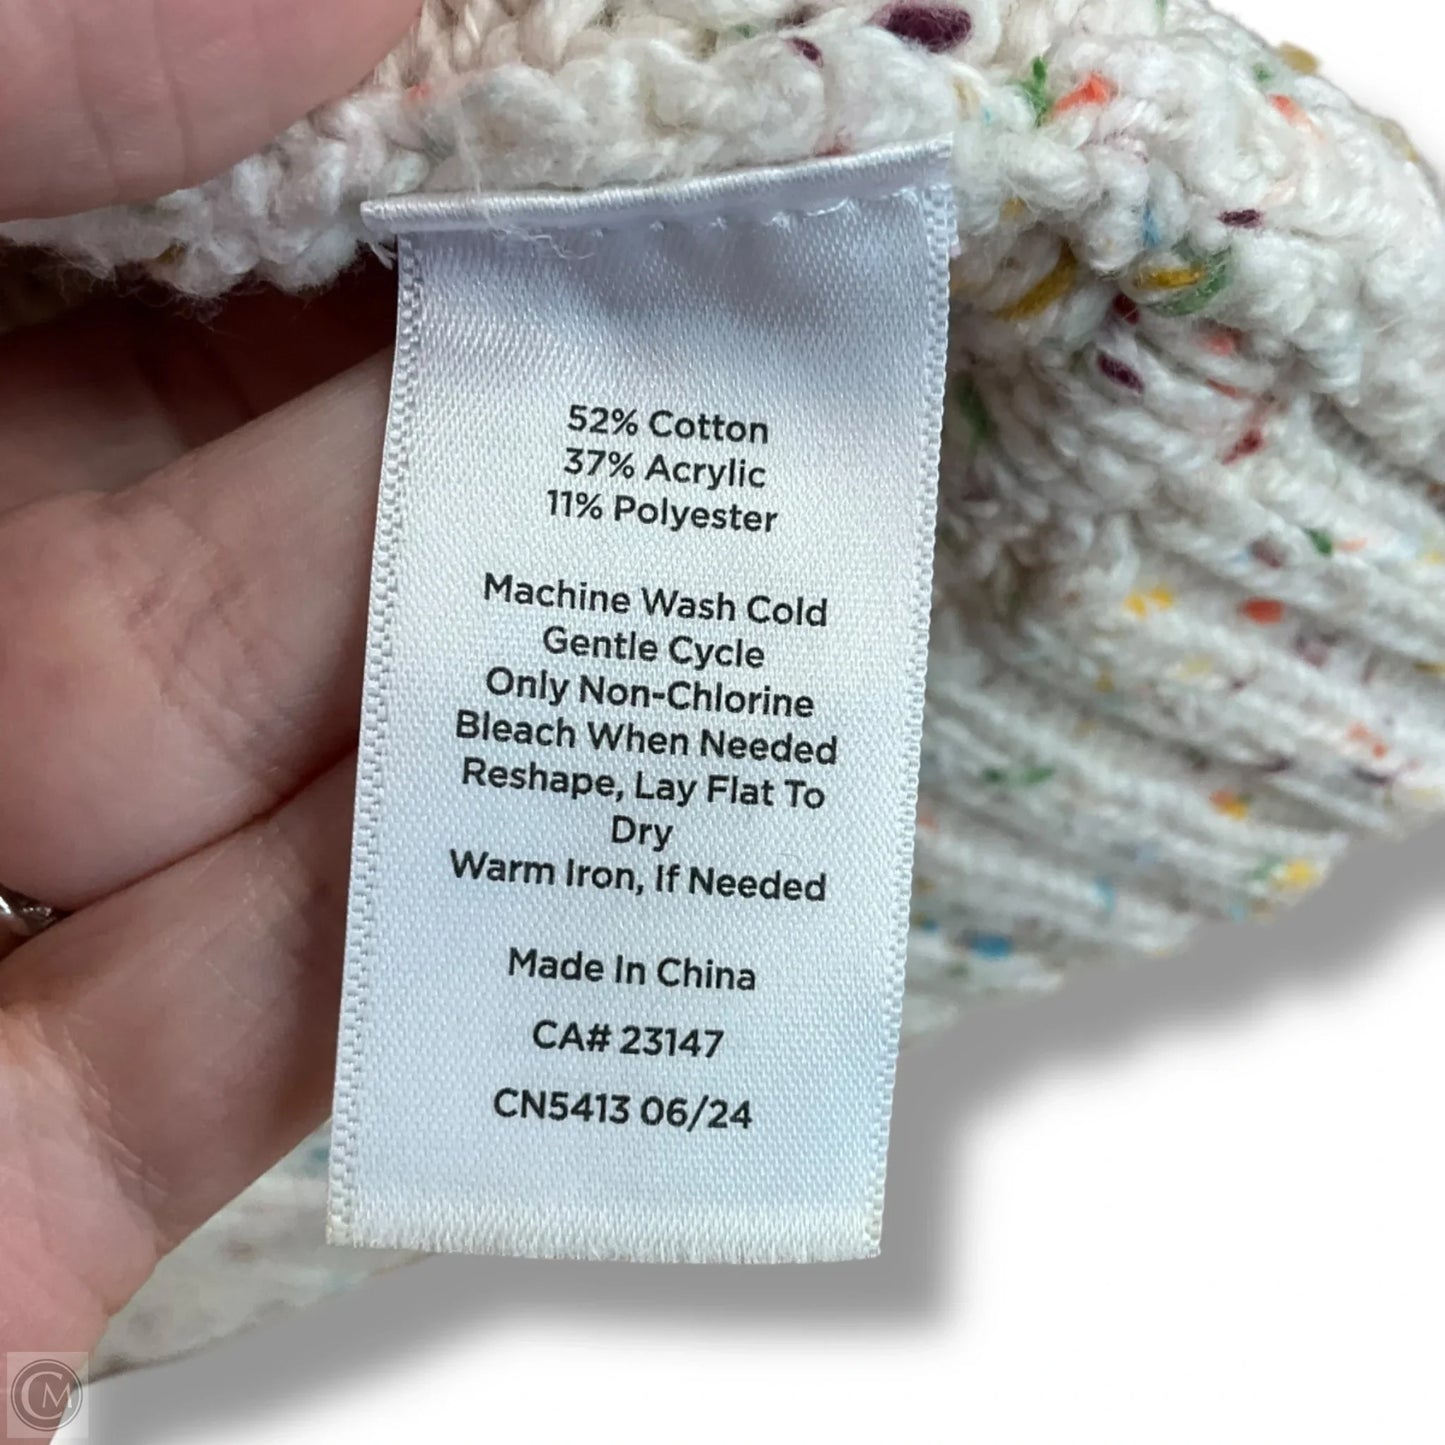 52% Cotton
37% Acrylic
11% Polyester
Machine Wash Cold
Gentle Cycle
Only Non-Chlorine
Bleach When Needed
Reshape, Lay Flat To
Dry
Warm Iron, If Needed
Made In China
CA# 23147
CN5413 06/24
CM